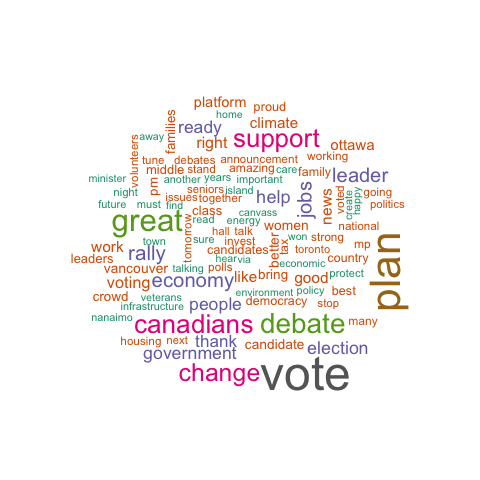 platform proud
home
climate
families
ready
away
right support ottawa
volunteers
tune debates announcement working
middle stand amazing care family
minister another years important leader
night pm seniors island help jobs news voted create happy going
issues together
future must find class read canvass women politics
great tomorrow energy national
town sure hall talk won strong mp
work rally candidates invest better tax toronto
leaders hear via country plan
vancouver talking polls economic
voting economy like bring good protect
crowd veterans environment policy best
infrastructure people democracy stop
nanaimo canadians debate many
housing next thank candidate election
government
change vote